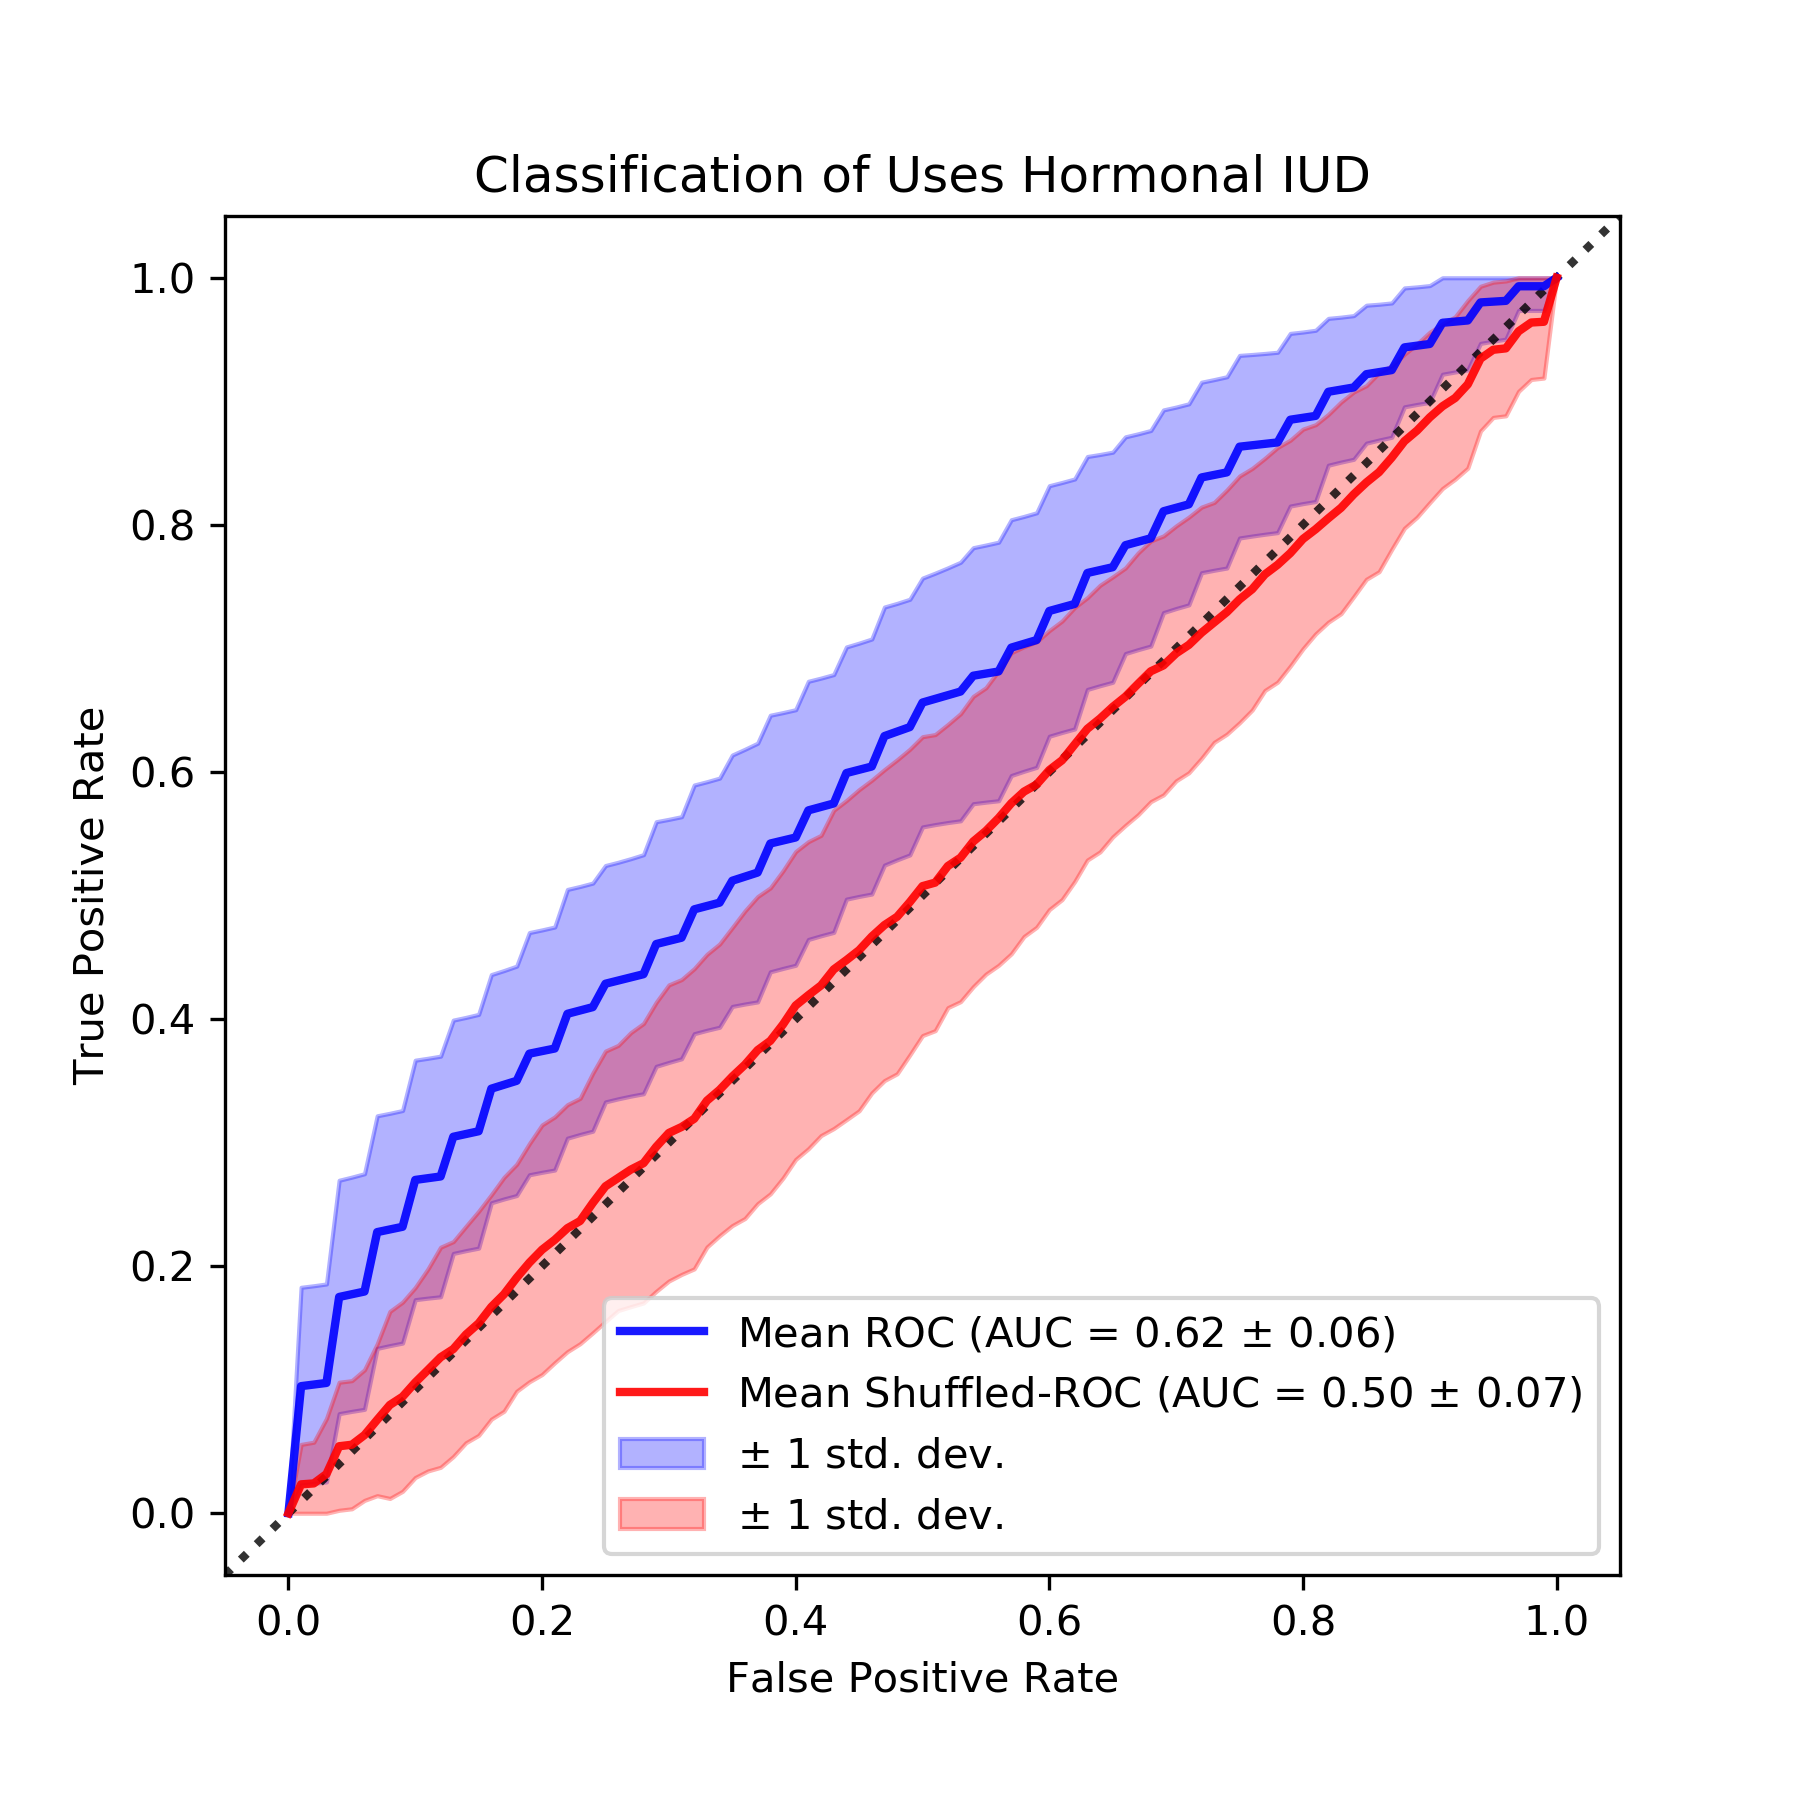 Classification of Uses Hormonal IUD
True Positive Rate
1.0
0.8
0.6
0.4
0.2
0.0
Mean ROC (AUC = 0.62 ± 0.06)
Mean Shuffled-ROC (AUC = 0.50 ± 0.07)
± 1 std. dev.
± 1 std. dev.
0.0 0.2 0.4 0.6 0.8 1.0
False Positive Rate